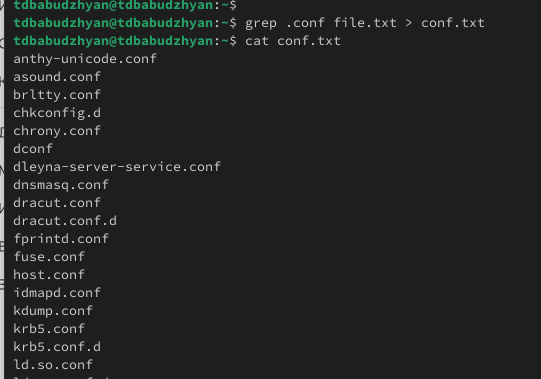 tdbabudzhyan@tdbabudzhyan:~$
tdbabudzhyan@tdbabudzhyan:~$ grep .conf file.txt > conf.txt
tdbabudzhyan@tdbabudzhyan:~$ cat conf.txt
anthy-unicode.conf
asound.conf
brltty.conf
chkconfig.d
chrony.conf
dconf
dleyna-server-service.conf
dnsmasq.conf
dracut.conf
dracut.conf.d
fprintd.conf
fuse.conf
host.conf
idmapd.conf
kdump.conf
krb5.conf
krb5.conf.d
ld.so.conf